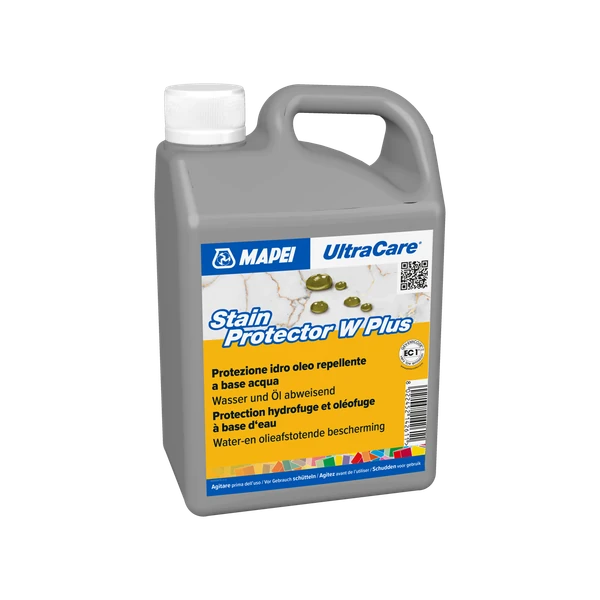 MAPEI
UltraCare®
Stain
Protector W Plus
EC 1
Protezione idro oleo repellente
a base acqua
Wasser und Öl abweisend
Protection hydrofuge et oléofuge
à base d'eau
Water-en olieafstotende bescherming
Agitare prima dell'uso / Vor Gebrauch schütteln / Agitez avant de l'utiliser / Schudden voor gebruik